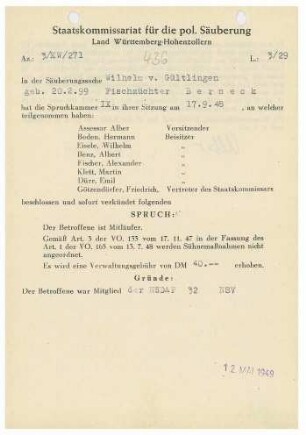 Staatskommissariat für die pol. Säuberung
Land Württemberg-Hohenzollern
Az.: 3/KW/271 436 L: 3/29
In der Säuberungssache Wilhelm v. Gültlingen
geb. 20.2.99 Fischzüchter Berneck
hat die Spruchkammer IX in ihrer Sitzung am 17.9.48, an welcher
teilgenommen haben:
Assessor Alber Vorsitzender
Boden, Hermann Beisitzer
Eisele, Wilhelm „
Benz, Albert „
Fischer, Alexander „
Klett, Martin „
Dürr, Emil „
Götzendörfer, Friedrich, Vertreter des Staatskommissars
beschlossen und sofort verkündet folgenden
SPRUCH:
Der Betroffene ist Mitläufer.
Gemäß Art. 3 der VO. 133 vom 17. 11. 47 in der Fassung des
Art. 1 der VO. 165 vom 13. 7. 48 werden Sühnemaßnahmen nicht
angeordnet.
Es wird eine Verwaltungsgebühr von DM 40.-- erhoben.
Gründe:
Der Betroffene war Mitglied der NSDAP 32 NSV
12 MAI 1949